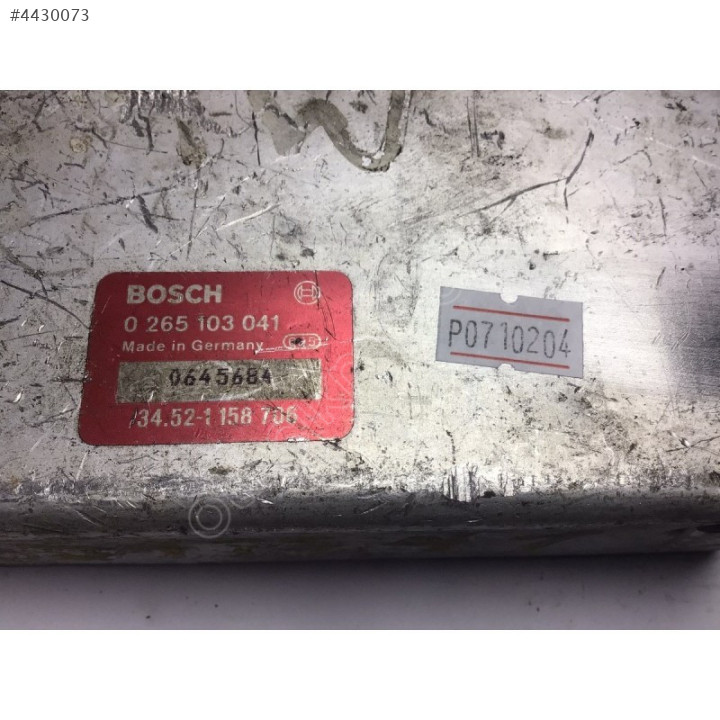 #4430073
BOSCH
0 265 103 041
Made in Germany
0645684
34.52-1 158 706
P0710204